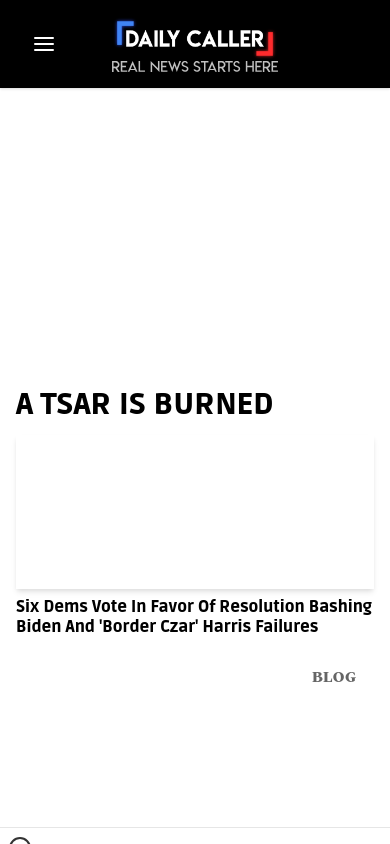 DAILY CALLER
REAL NEWS STARTS HERE
A TSAR IS BURNED
Six Dems Vote In Favor Of Resolution Bashing
Biden And 'Border Czar' Harris Failures
BLOG